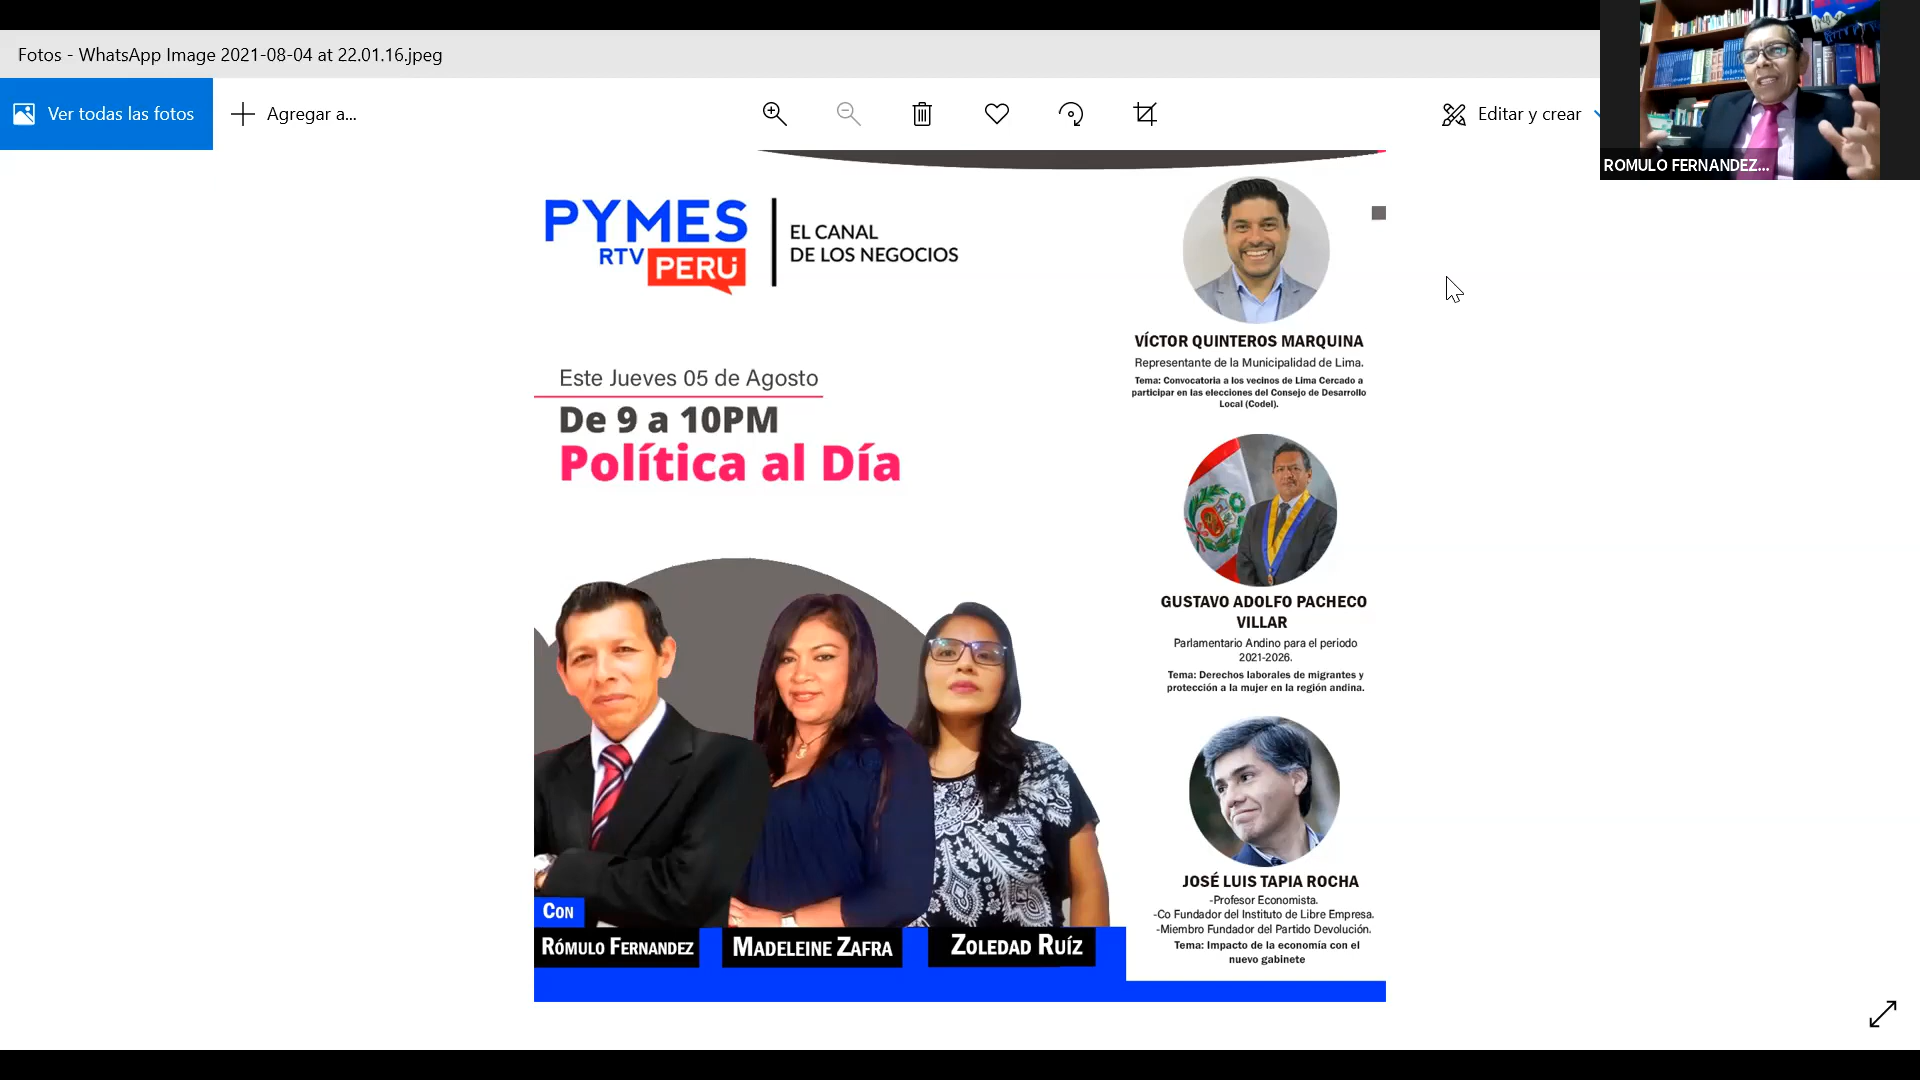 Fotos - WhatsApp Image 2021-08-04 at 22.01.16.jpeg
Ver todas las fotos
Agregar a...
Editar y crear
ROMULO FERNANDEZ...
PYMES
RTV PERU
EL CANAL
DE LOS NEGOCIOS
Este Jueves 05 de Agosto
De 9 a 10PM
Política al Día
VÍCTOR QUINTEROS MARQUINA
Representante de la Municipalidad de Lima.
Tema: Convocatoria a los vecinos de Lima Cercado a
participar en las elecciones del Consejo de Desarrollo
Local (Codel).
GUSTAVO ADOLFO PACHECO
VILLAR
Parlamentario Andino para el periodo
2021-2026.
Tema: Derechos laborales de migrantes y
protección a la mujer en la región andina.
JOSÉ LUIS TAPIA ROCHA
-Profesor Economista.
-Co Fundador del Instituto de Libre Empresa.
-Miembro Fundador del Partido Devolución.
Tema: Impacto de la economía con el
nuevo gabinete
CON
RÓMULO FERNANDEZ
MADELEINE ZAFRA
ZOLEDAD RUÍZ